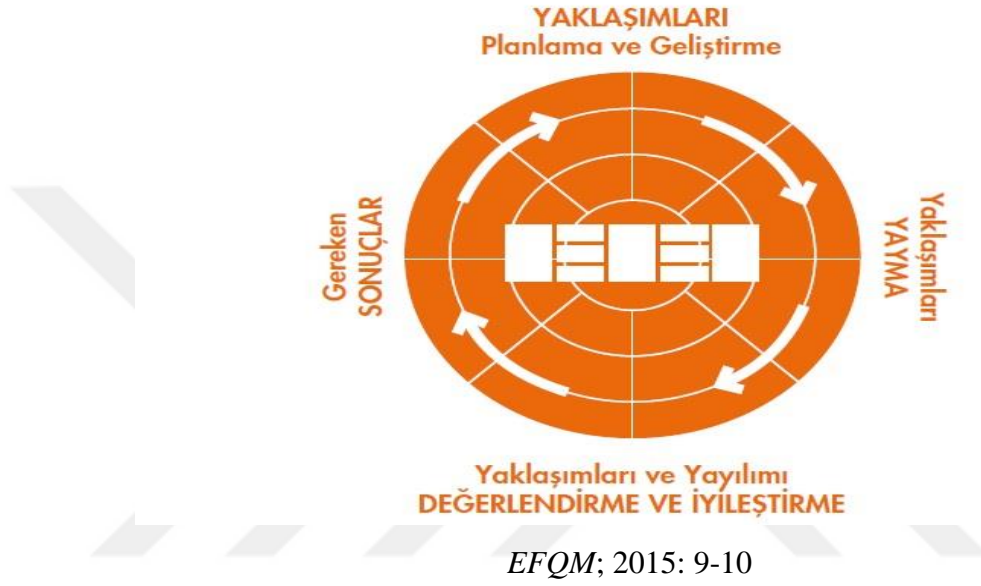 YAKLAŞIMLARI
Planlama ve Geliştirme
Gereken
SONUÇLAR
Yaklaşımları
YAYMA
Yaklaşımları ve Yayılımı
DEĞERLENDİRME VE İYİLEŞTİRME
EFQM; 2015: 9-10